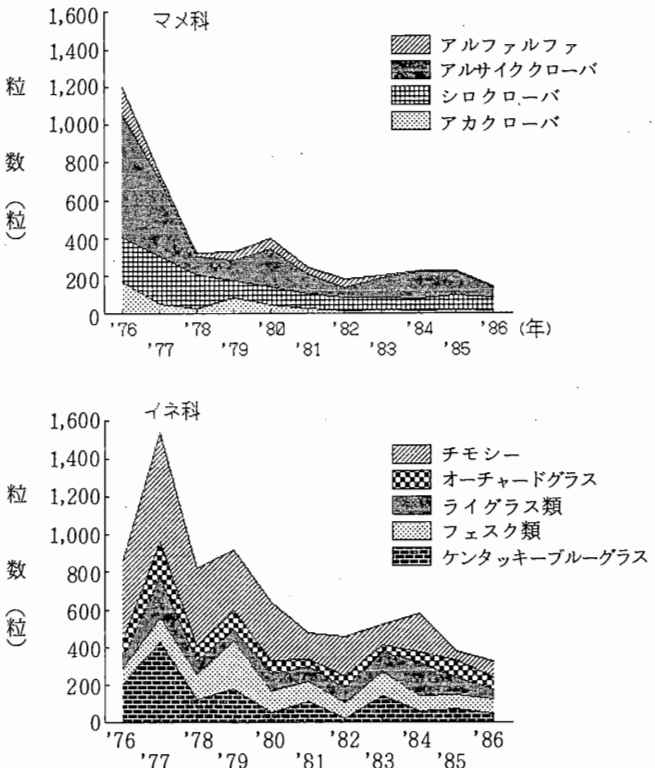 マメ科
粒数(粒)
1,600
1,400
1,200
1,000
800
600
400
200
0
アルファルファ
アルサイククローバ
シロクローバ
アカクローバ
'76 '77 '78 '79 '80 '81 '82 '83 '84 '85 '86 (年)
イネ科
粒数(粒)
1,600
1,400
1,200
1,000
800
600
400
200
0
チモシー
オーチャードグラス
ライグラス類
フェスク類
ケンタッキーブルーグラス
'76 '77 '78 '79 '80 '81 '82 '83 '84 '85 '86